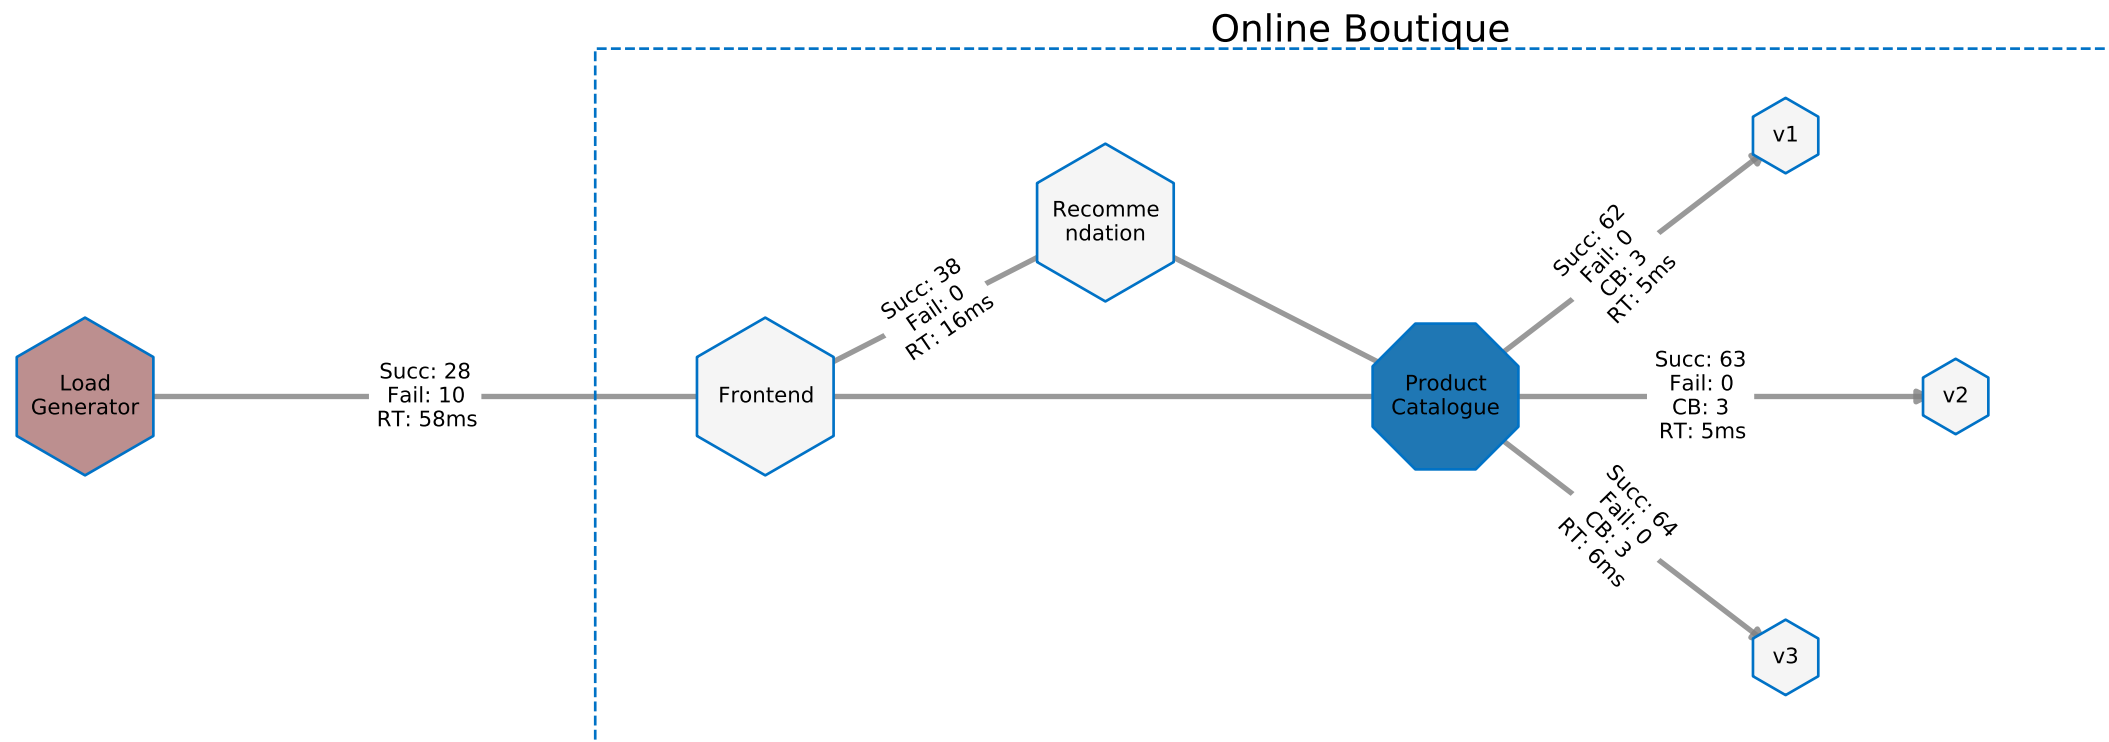 Online Boutique
Load
Generator
Succ: 28
Fail: 10
RT: 58ms
Frontend
Succ: 38
Fail: 0
RT: 16ms
Recomme
ndation
Product
Catalogue
Succ: 62
Fail: 0
CB: 3
RT: 5ms
v1
Succ: 63
Fail: 0
CB: 3
RT: 5ms
v2
Succ: 64
Fail: 0
CB: 3
RT: 6ms
v3